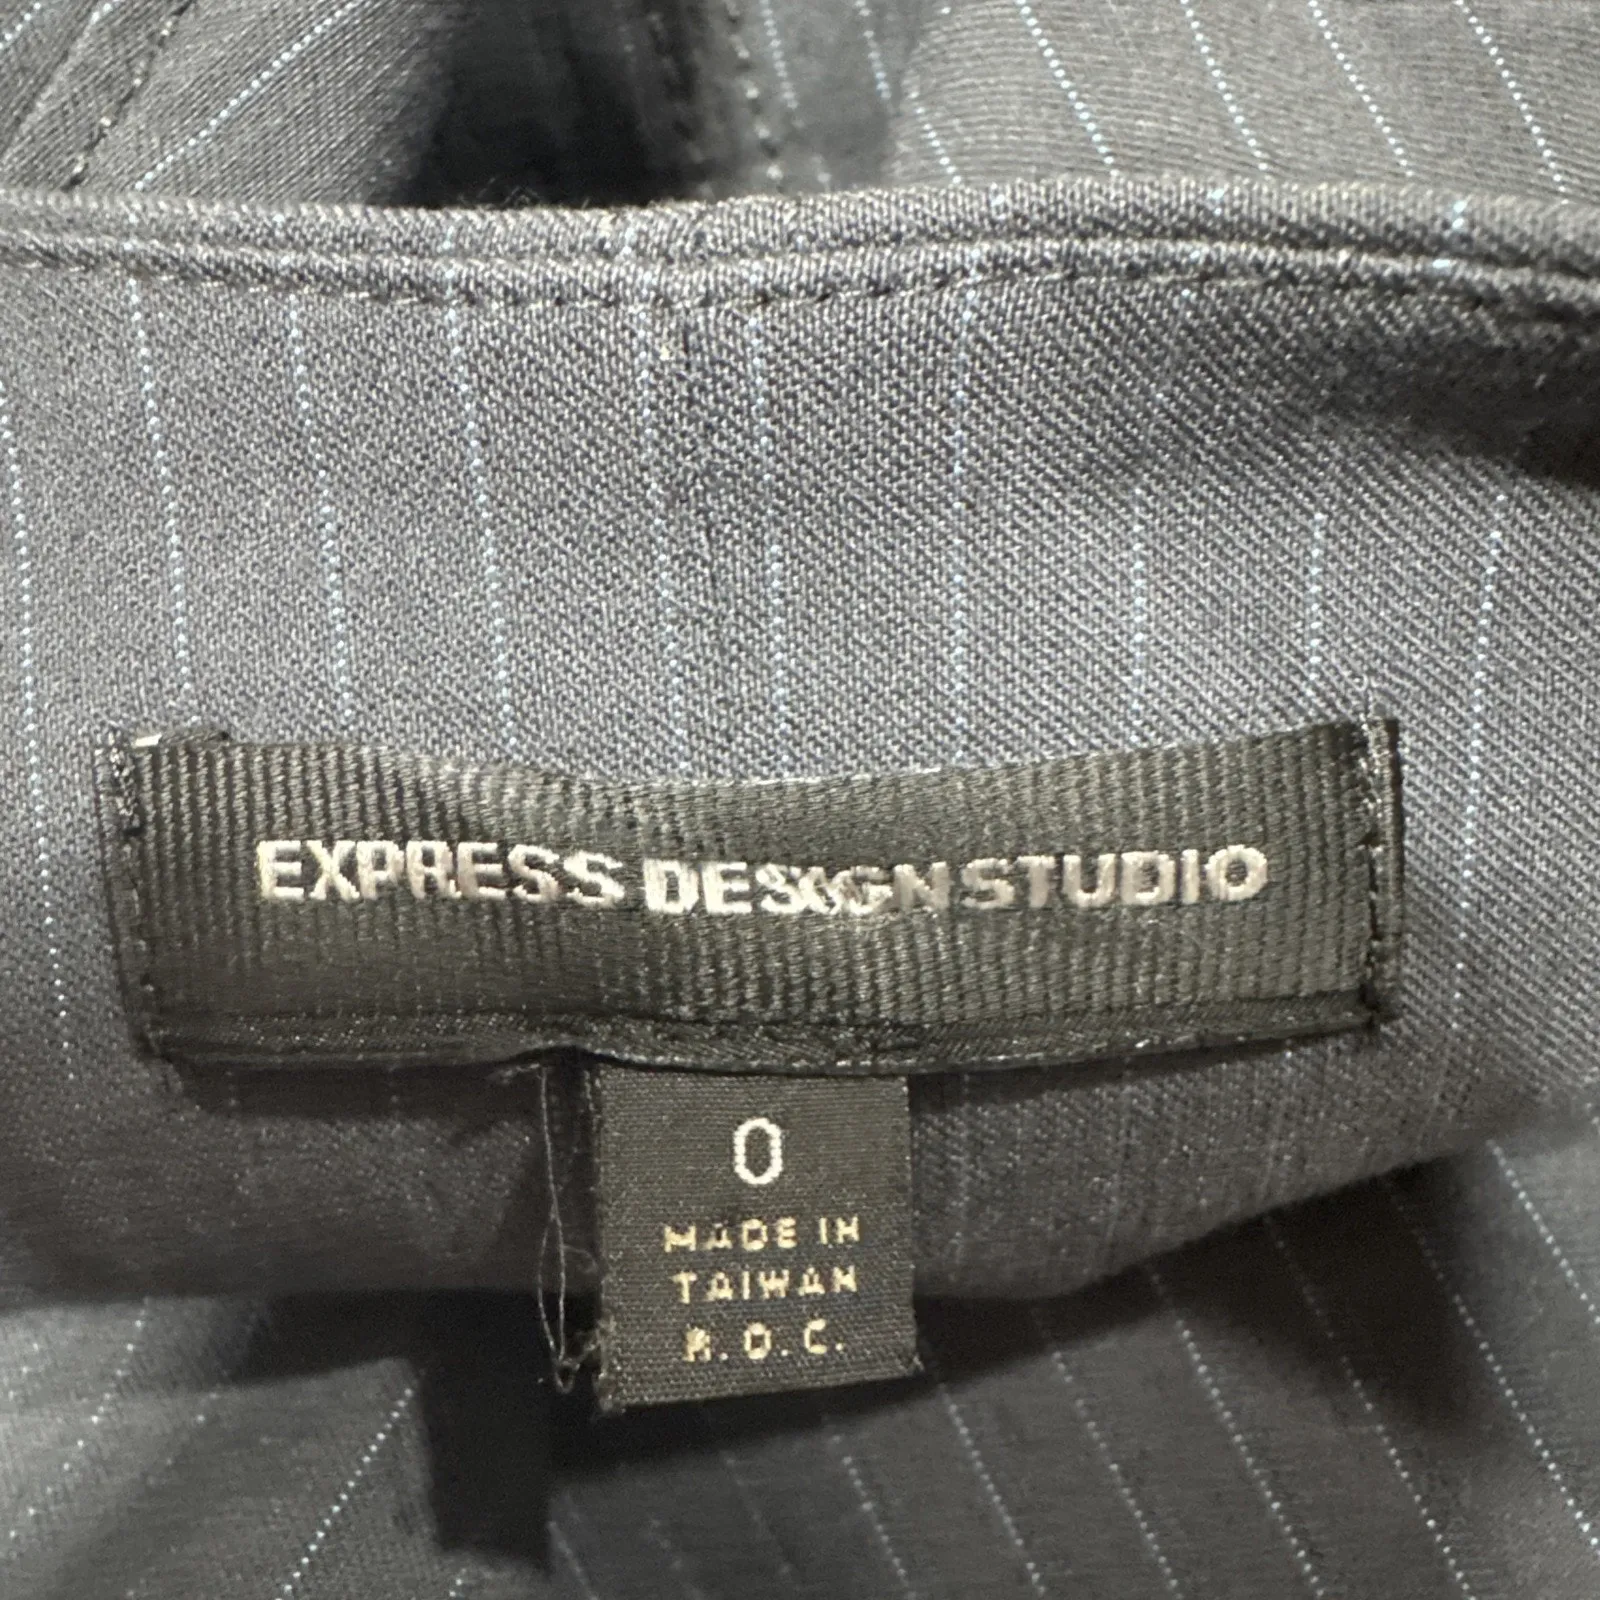 EXPRESS DESIGN STUDIO
0
MADE IN
TAIWAN
R.O.C.